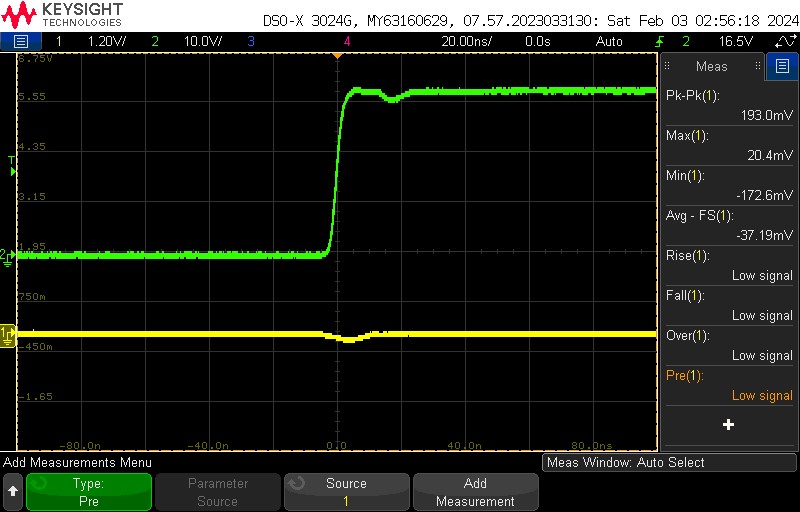 KEYSIGHT
TECHNOLOGIES
DSO-X 3024G, MY63160629, 07.57.2023033130: Sat Feb 03 02:56:18 2024
1 1.20V/ 2 10.0V/ 3 4 20.00ns/ 0.0s Auto 2 16.5V
6.75V
5.55
4.35
3.15
1.95
750m
-450m
-1.65
-80.0n -40.0n 0.0 40.0n 80.0ns
T
2
1
Meas
Pk-Pk(1):
193.0mV
Max(1):
20.4mV
Min(1):
-172.6mV
Avg - FS(1):
-37.19mV
Rise(1):
Low signal
Fall(1):
Low signal
Over(1):
Low signal
Pre(1):
Low signal
+
Add Measurements Menu
Meas Window: Auto Select
Type:
Pre
Parameter
Source
Source
1
Add
Measurement